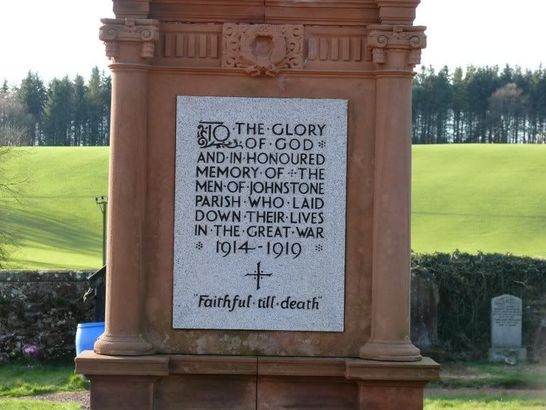 TO·THE·GLORY
OF·GOD
AND·IN·HONOURED
MEMORY·OF·THE
MEN·OF·JOHNSTONE
PARISH·WHO·LAID
DOWN·THEIR·LIVES
IN·THE·GREAT·WAR
1914-1919
"Faithful·till·death"